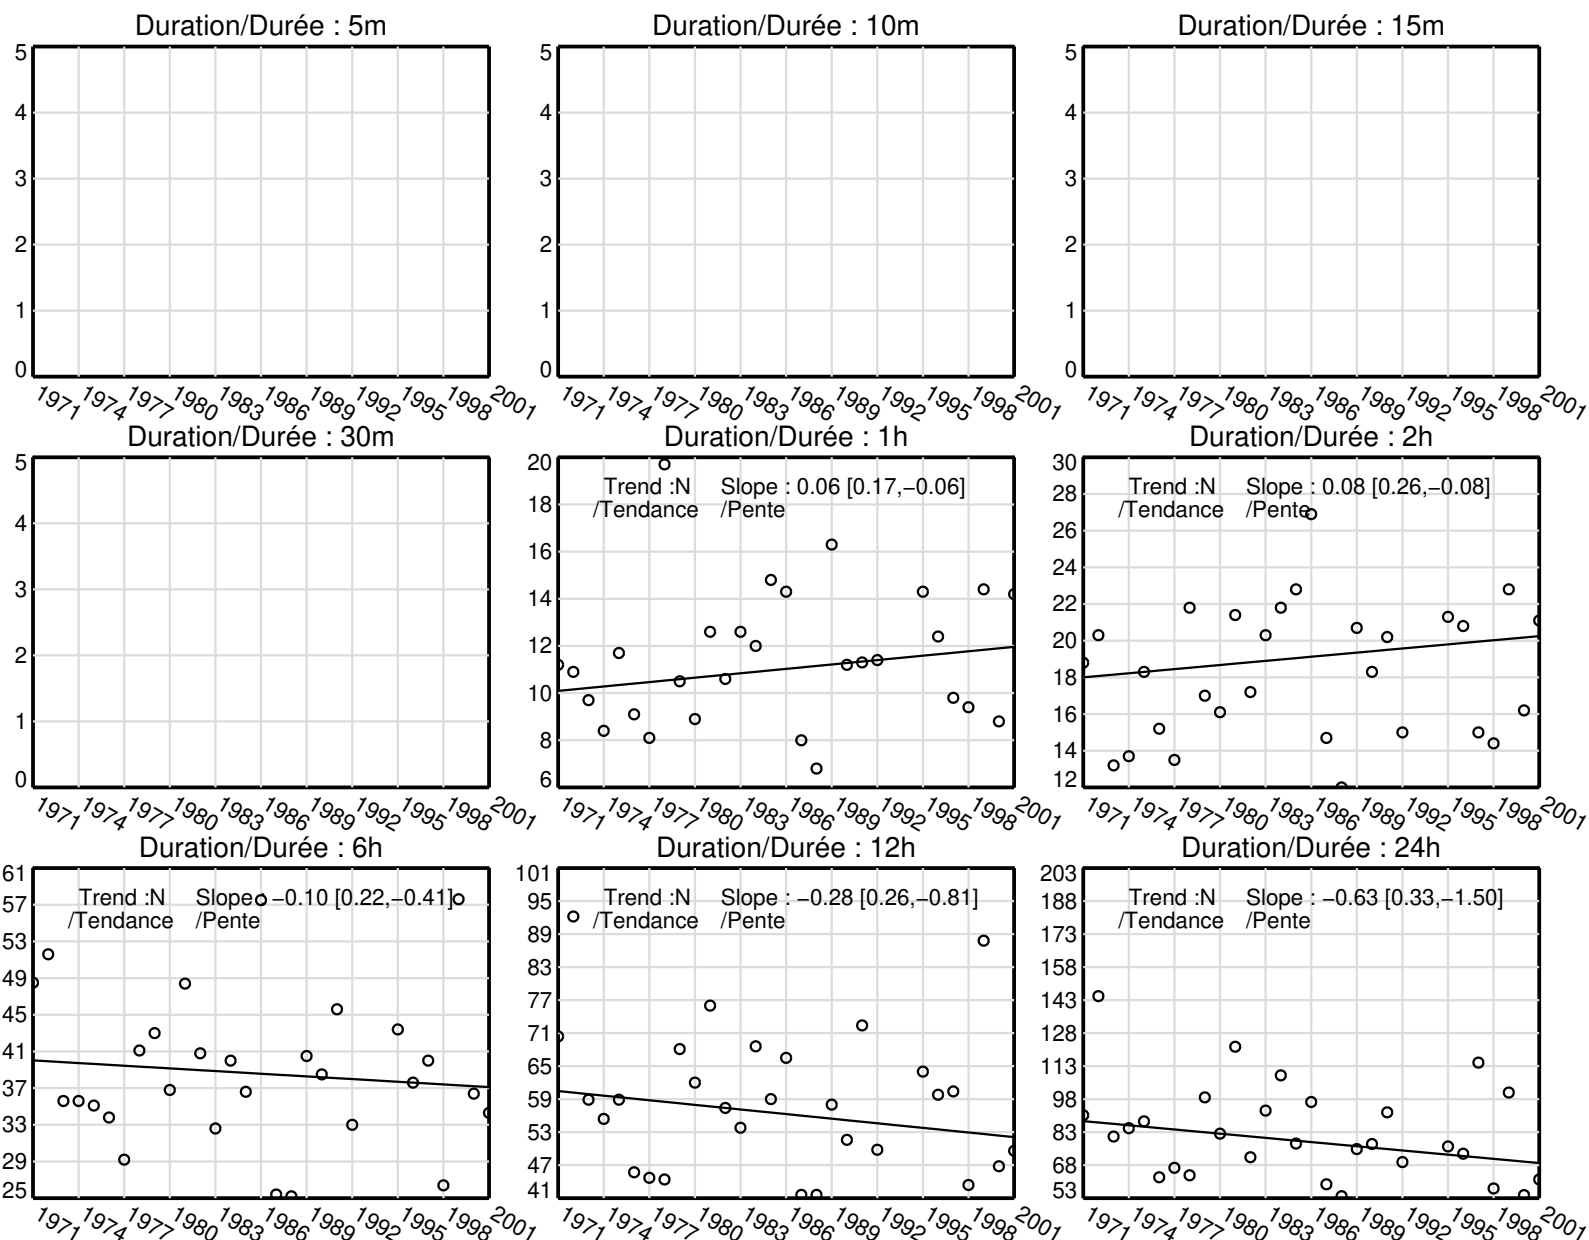 Duration/Durée : 5m
5
4
3
2
1
0
1971 1974 1977 1980 1983 1986 1989 1992 1995 1998 2001
Duration/Durée : 10m
5
4
3
2
1
0
1971 1974 1977 1980 1983 1986 1989 1992 1995 1998 2001
Duration/Durée : 15m
5
4
3
2
1
0
1971 1974 1977 1980 1983 1986 1989 1992 1995 1998 2001
Duration/Durée : 30m
5
4
3
2
1
0
1971 1974 1977 1980 1983 1986 1989 1992 1995 1998 2001
Duration/Durée : 1h
Trend :N Slope : 0.06 [0.17,−0.06]
/Tendance /Pente
20
18
16
14
12
10
8
6
1971 1974 1977 1980 1983 1986 1989 1992 1995 1998 2001
Duration/Durée : 2h
Trend :N Slope : 0.08 [0.26,−0.08]
/Tendance /Pente
30
28
26
24
22
20
18
16
14
12
1971 1974 1977 1980 1983 1986 1989 1992 1995 1998 2001
Duration/Durée : 6h
Trend :N Slope : −0.10 [0.22,−0.41]
/Tendance /Pente
61
57
53
49
45
41
37
33
29
25
1971 1974 1977 1980 1983 1986 1989 1992 1995 1998 2001
Duration/Durée : 12h
Trend :N Slope : −0.28 [0.26,−0.81]
/Tendance /Pente
101
95
89
83
77
71
65
59
53
47
41
1971 1974 1977 1980 1983 1986 1989 1992 1995 1998 2001
Duration/Durée : 24h
Trend :N Slope : −0.63 [0.33,−1.50]
/Tendance /Pente
203
188
173
158
143
128
113
98
83
68
53
1971 1974 1977 1980 1983 1986 1989 1992 1995 1998 2001